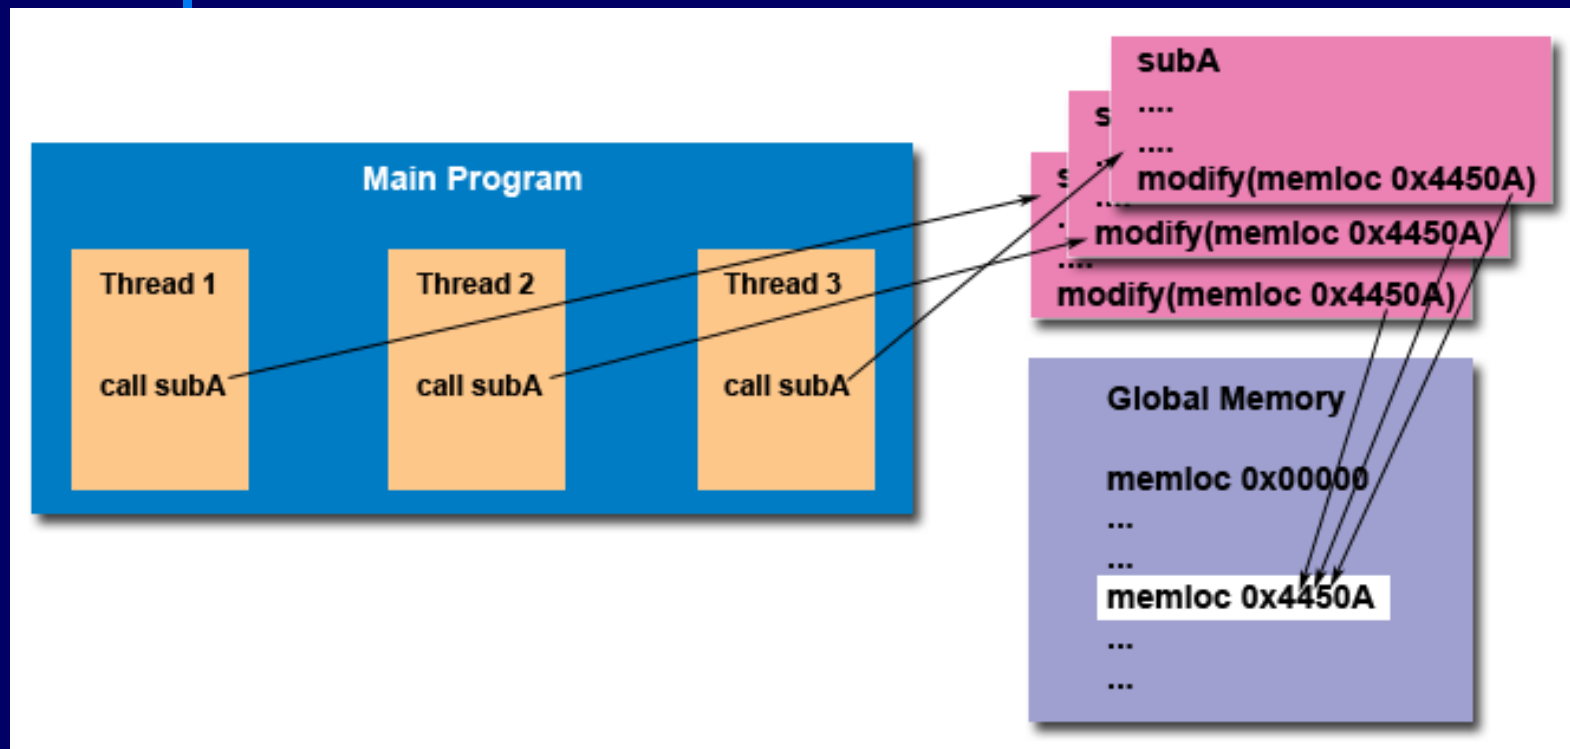 Main Program
Thread 1
call subA
Thread 2
call subA
Thread 3
call subA
subA
....
....
modify(memloc 0x4450A)
s
..
....
modify(memloc 0x4450A)
s
.
....
modify(memloc 0x4450A)
Global Memory
memloc 0x00000
...
...
memloc 0x4450A
...
...